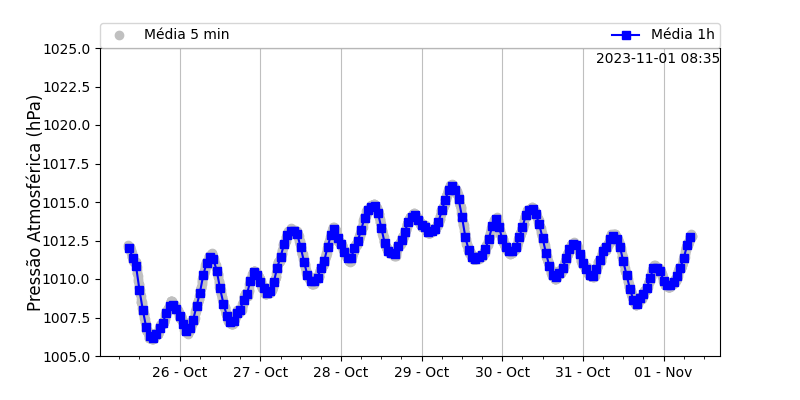 Média 5 min
Média 1h
2023-11-01 08:35
Pressão Atmosférica (hPa)
1025.0
1022.5
1020.0
1017.5
1015.0
1012.5
1010.0
1007.5
1005.0
26 - Oct
27 - Oct
28 - Oct
29 - Oct
30 - Oct
31 - Oct
01 - Nov